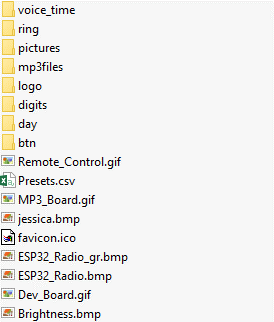 voice_time
ring
pictures
mp3files
logo
digits
day
btn
Remote_Control.gif
Presets.csv
MP3_Board.gif
jessica.bmp
favicon.ico
ESP32_Radio_gr.bmp
ESP32_Radio.bmp
Dev_Board.gif
Brightness.bmp